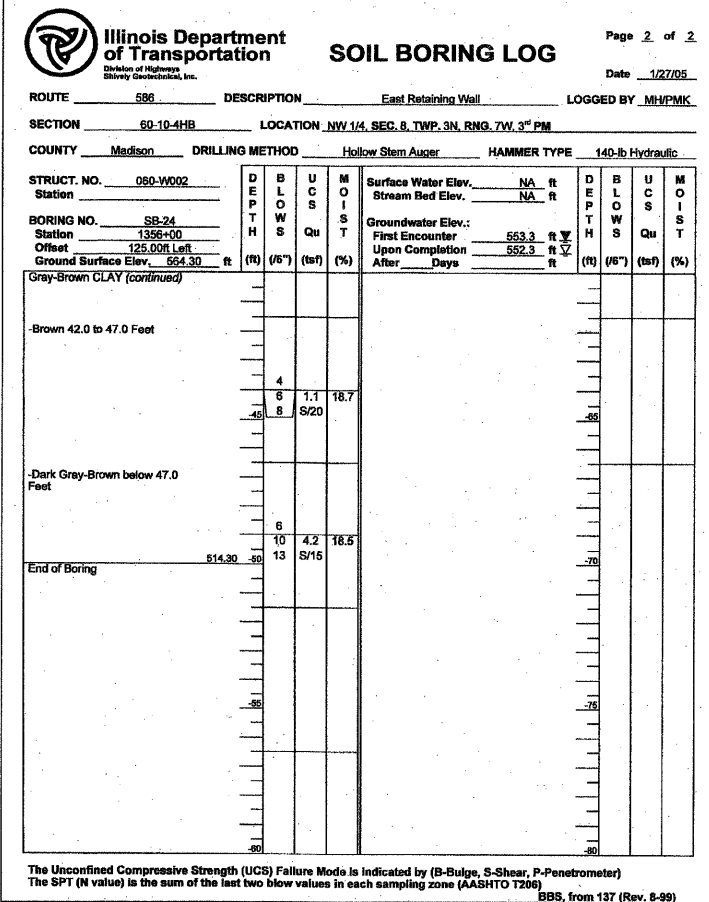 Illinois Department of Transportation
Division of Highways
Shively Geotechnical, Inc.
SOIL BORING LOG
Page 2 of 2
Date 1/27/05
ROUTE 586 DESCRIPTION East Retaining Wall LOGGED BY MH/PMK
SECTION 60-10-4HB LOCATION NW 1/4, SEC. 8, TWP. 3N, RNG. 7W, 3rd PM
COUNTY Madison DRILLING METHOD Hollow Stem Auger HAMMER TYPE 140-lb Hydraulic
STRUCT. NO. 060-W002
Station
BORING NO. SB-24
Station 1356+00
Offset 125.00ft Left
Ground Surface Elev. 564.30 ft
DEPTH (ft)
BLOWS (/6")
UCS Qu (tsf)
MOIST (%)
Surface Water Elev. NA ft
Stream Bed Elev. NA ft
Groundwater Elev.:
First Encounter 553.3 ft ▼
Upon Completion 552.3 ft ▽
After Days ft
DEPTH (ft)
BLOWS (/6")
UCS Qu (tsf)
MOIST (%)
Gray-Brown CLAY (continued)
-Brown 42.0 to 47.0 Feet
4
6 1.1 18.7
-45 8 S/20
-Dark Gray-Brown below 47.0
Feet
6
10 4.2 18.5
514.30 -50 13 S/15
End of Boring
-55
-60
-65
-70
-75
-80
The Unconfined Compressive Strength (UCS) Failure Mode is indicated by (B-Bulge, S-Shear, P-Penetrometer)
The SPT (N value) is the sum of the last two blow values in each sampling zone (AASHTO T206)
BBS, from 137 (Rev. 8-99)